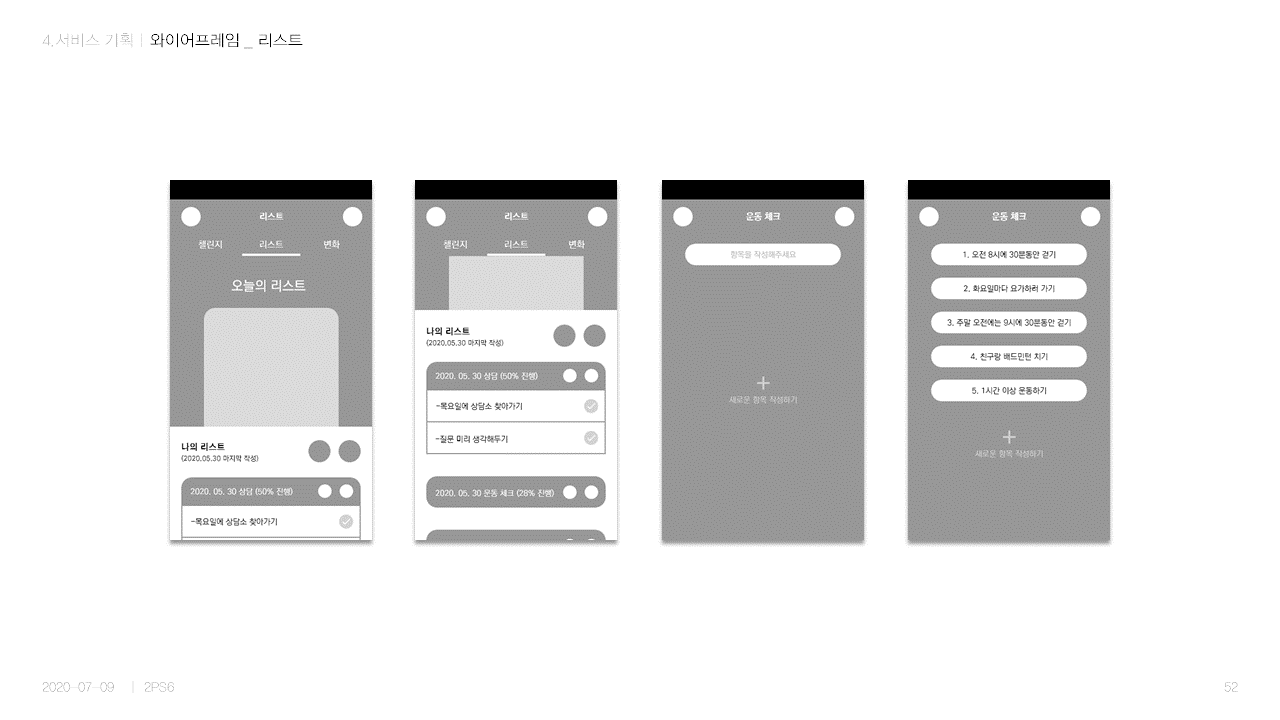 4.서비스 기획 | 와이어프레임 _ 리스트
리스트
챌린지 리스트 변화
오늘의 리스트
나의 리스트
(2020.05.30 마지막 작성)
2020. 05. 30 상담 (50% 진행)
-목요일에 상담소 찾아가기
리스트
챌린지 리스트 변화
나의 리스트
(2020.05.30 마지막 작성)
2020. 05. 30 상담 (50% 진행)
-목요일에 상담소 찾아가기
-질문 미리 생각해두기
2020. 05. 30 운동 체크 (28% 진행)
운동 체크
항목을 작성해주세요
새로운 항목 작성하기
운동 체크
1. 오전 8시에 30분동안 걷기
2. 화요일마다 요가하러 가기
3. 주말 오전에는 9시에 30분동안 걷기
4. 친구랑 배드민턴 치기
5. 1시간 이상 운동하기
새로운 항목 작성하기
2020-07-09 | 2PS6
52